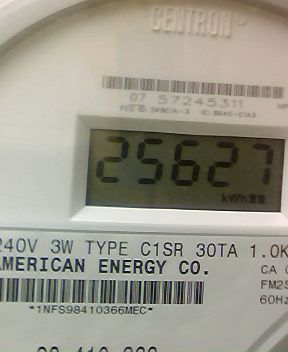 CENTRON®
07 57245311
25627
kWh
240V 3W TYPE C1SR 30TA 1.0K
AMERICAN ENERGY CO.
CA
FM2S
60Hz
*1NFS98410366MEC*